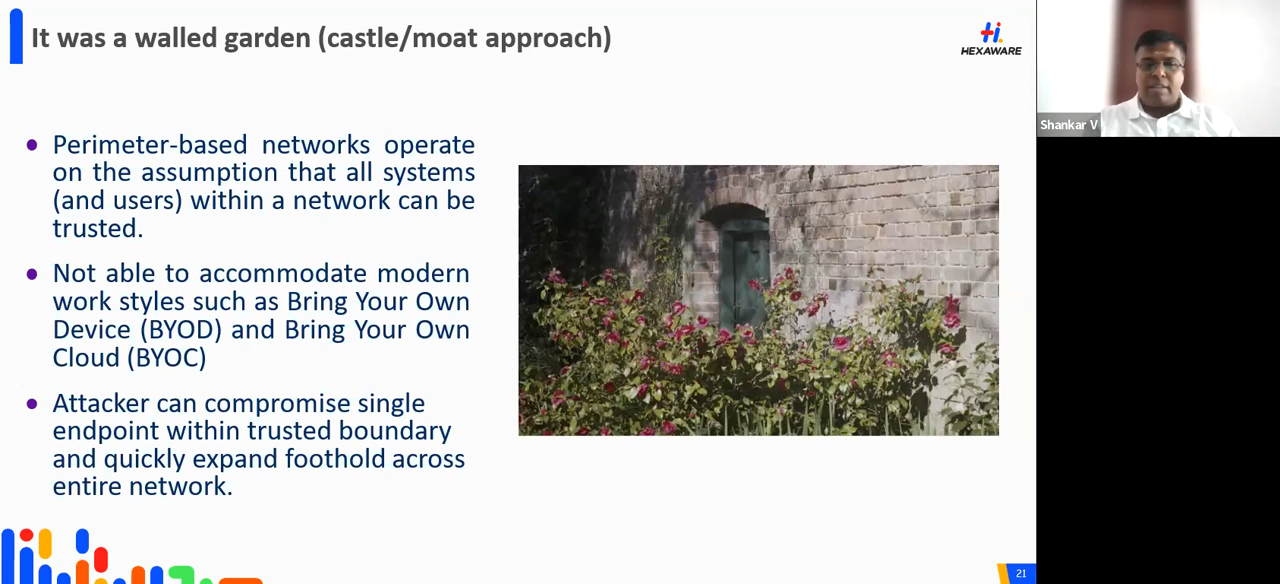 It was a walled garden (castle/moat approach)
HEXAWARE
Shankar V
Perimeter-based networks operate
on the assumption that all systems
(and users) within a network can be
trusted.
Not able to accommodate modern
work styles such as Bring Your Own
Device (BYOD) and Bring Your Own
Cloud (BYOC)
Attacker can compromise single
endpoint within trusted boundary
and quickly expand foothold across
entire network.
21